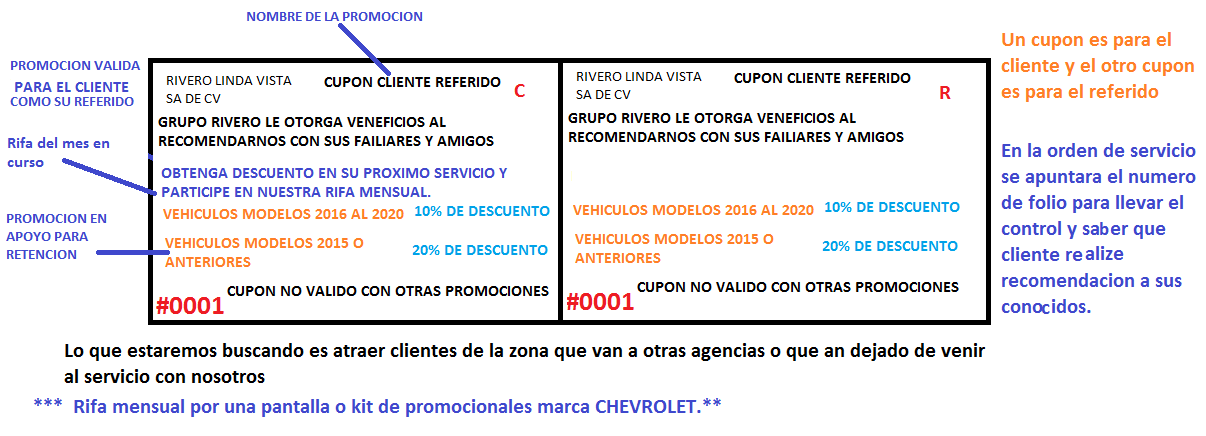 NOMBRE DE LA PROMOCION
PROMOCION VALIDA
PARA EL CLIENTE
COMO SU REFERIDO
Rifa del mes en
curso
PROMOCION EN
APOYO PARA
RETENCION
RIVERO LINDA VISTA
SA DE CV
CUPON CLIENTE REFERIDO
C
GRUPO RIVERO LE OTORGA VENEFICIOS AL
RECOMENDARNOS CON SUS FAILIARES Y AMIGOS
OBTENGA DESCUENTO EN SU PROXIMO SERVICIO Y
PARTICIPE EN NUESTRA RIFA MENSUAL.
VEHICULOS MODELOS 2016 AL 2020
10% DE DESCUENTO
VEHICULOS MODELOS 2015 O
ANTERIORES
20% DE DESCUENTO
CUPON NO VALIDO CON OTRAS PROMOCIONES
#0001
RIVERO LINDA VISTA
SA DE CV
CUPON CLIENTE REFERIDO
R
GRUPO RIVERO LE OTORGA VENEFICIOS AL
RECOMENDARNOS CON SUS FAILIARES Y AMIGOS
VEHICULOS MODELOS 2016 AL 2020
10% DE DESCUENTO
VEHICULOS MODELOS 2015 O
ANTERIORES
20% DE DESCUENTO
CUPON NO VALIDO CON OTRAS PROMOCIONES
#0001
Un cupon es para el
cliente y el otro cupon
es para el referido
En la orden de servicio
se apuntara el numero
de folio para llevar el
control y saber que
cliente realize
recomendacion a sus
conocidos.
Lo que estaremos buscando es atraer clientes de la zona que van a otras agencias o que an dejado de venir
al servicio con nosotros
*** Rifa mensual por una pantalla o kit de promocionales marca CHEVROLET.**